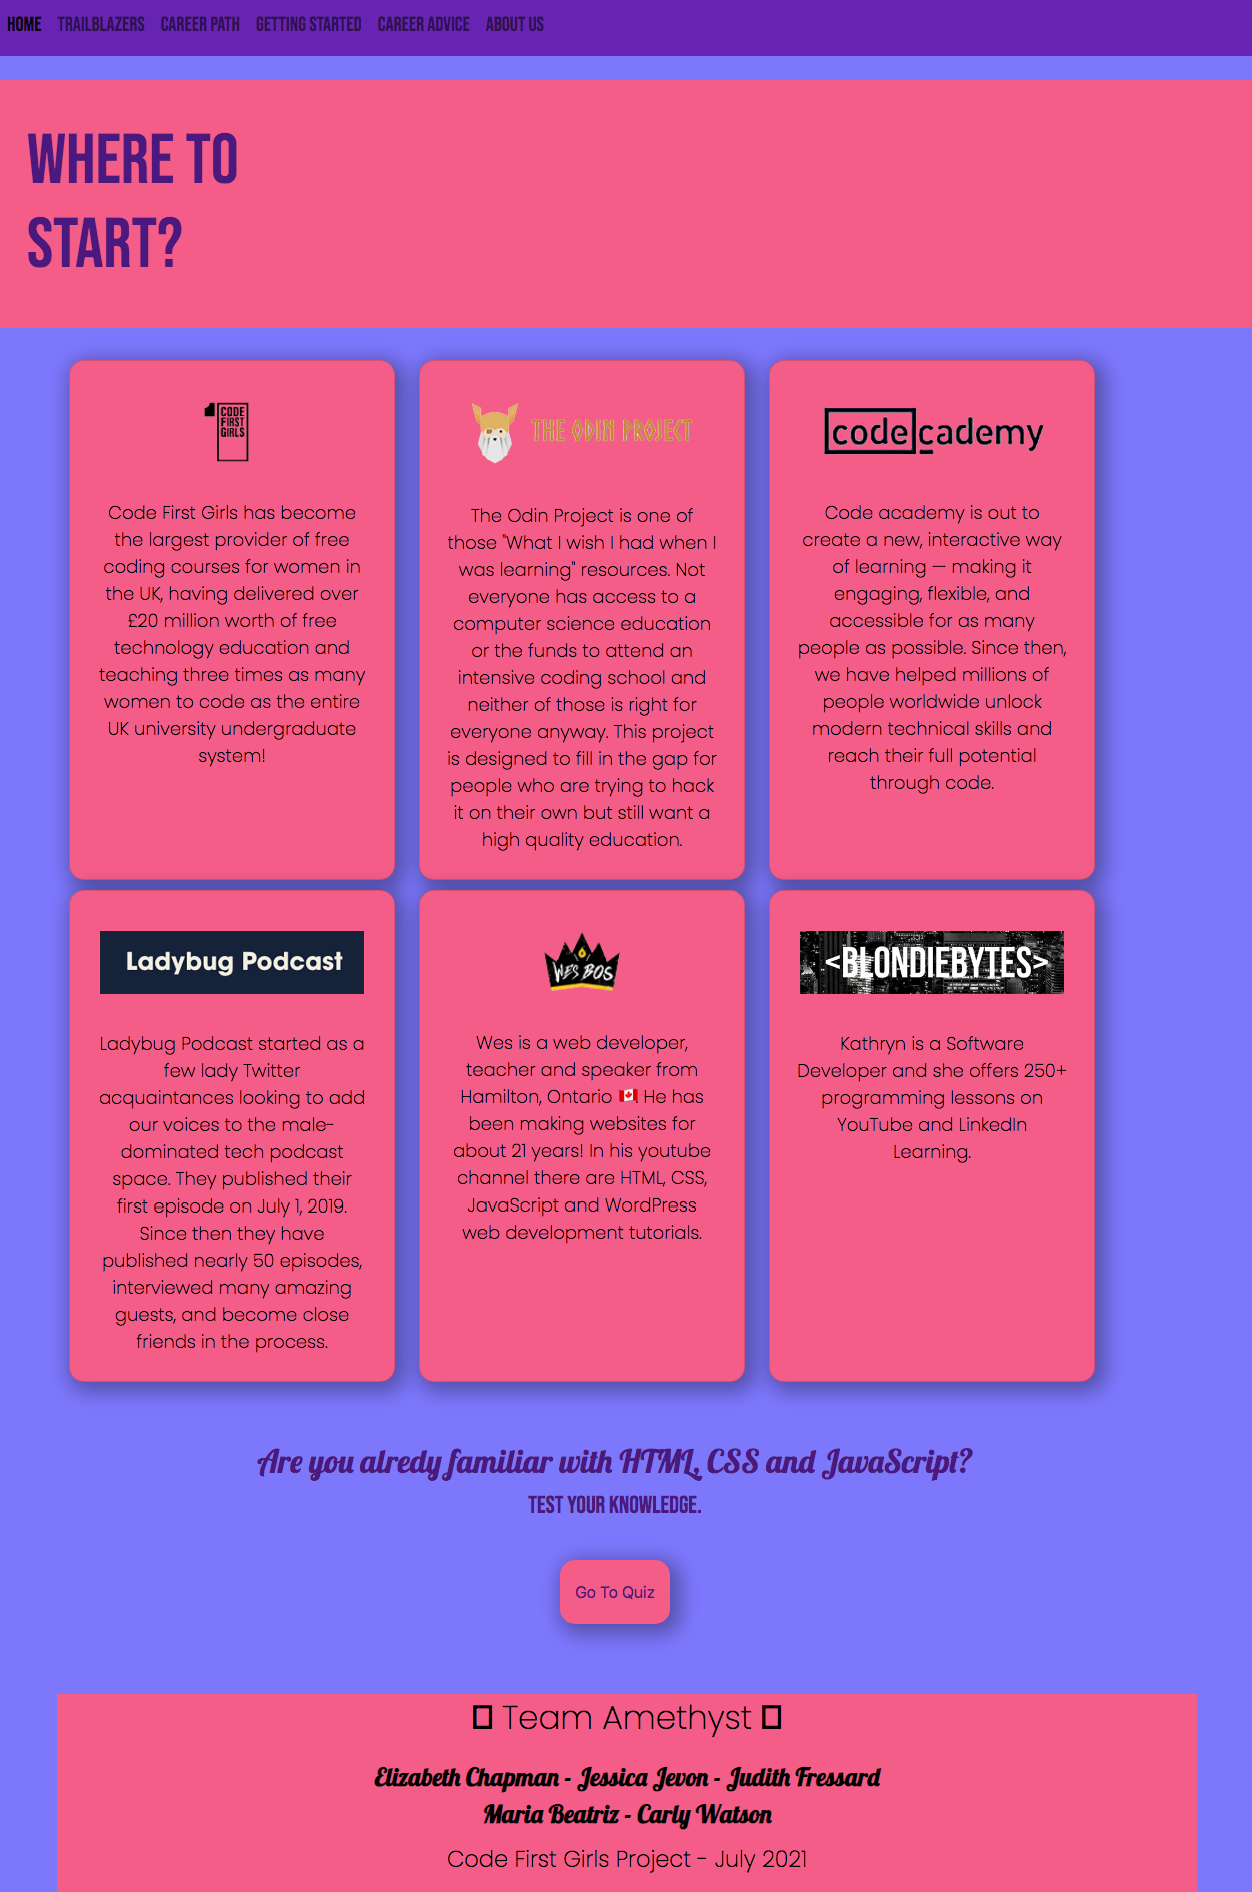 HOME TRAILBLAZERS CAREER PATH GETTING STARTED CAREER ADVICE ABOUT US
WHERE TO
START?
CODE
FIRST
GIRLS
Code First Girls has become
the largest provider of free
coding courses for women in
the UK, having delivered over
£20 million worth of free
technology education and
teaching three times as many
women to code as the entire
UK university undergraduate
system!
THE ODIN PROJECT
The Odin Project is one of
those "What I wish I had when I
was learning" resources. Not
everyone has access to a
computer science education
or the funds to attend an
intensive coding school and
neither of those is right for
everyone anyway. This project
is designed to fill in the gap for
people who are trying to hack
it on their own but still want a
high quality education.
codecademy
Code academy is out to
create a new, interactive way
of learning — making it
engaging, flexible, and
accessible for as many
people as possible. Since then,
we have helped millions of
people worldwide unlock
modern technical skills and
reach their full potential
through code.
Ladybug Podcast
Ladybug Podcast started as a
few lady Twitter
acquaintances looking to add
our voices to the male-
dominated tech podcast
space. They published their
first episode on July 1, 2019.
Since then they have
published nearly 50 episodes,
interviewed many amazing
guests, and become close
friends in the process.
WES BOS
Wes is a web developer,
teacher and speaker from
Hamilton, Ontario 🇨🇦. He has
been making websites for
about 21 years! In his youtube
channel there are HTML, CSS,
JavaScript and WordPress
web development tutorials.
<BLONDIEBYTES>
Kathryn is a Software
Developer and she offers 250+
programming lessons on
YouTube and LinkedIn
Learning.
Are you alredy familiar with HTML, CSS and JavaScript?
TEST YOUR KNOWLEDGE.
Go To Quiz
Team Amethyst
Elizabeth Chapman - Jessica Jevon - Judith Fressard
Maria Beatriz - Carly Watson
Code First Girls Project - July 2021